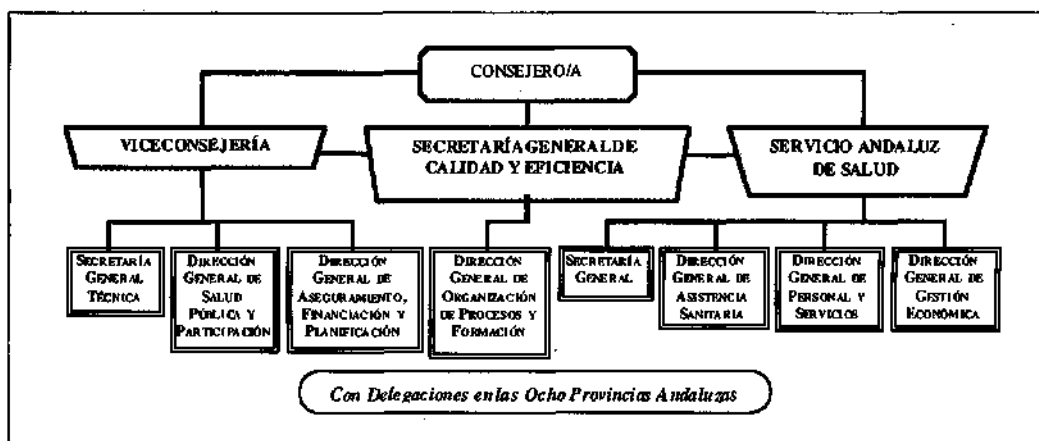 CONSEJERO/A
VICECONSEJERÍA
SECRETARÍA GENERAL DE
CALIDAD Y EFICIENCIA
SERVICIO ANDALUZ
DE SALUD
SECRETARÍA
GENERAL
TÉCNICA
DIRECCIÓN
GENERAL DE
SALUD
PÚBLICA Y
PARTICIPACIÓN
DIRECCIÓN
GENERAL DE
ASEGURAMIENTO,
FINANCIACIÓN Y
PLANIFICACIÓN
DIRECCIÓN
GENERAL DE
ORGANIZACIÓN
DE PROCESOS Y
FORMACIÓN
SECRETARÍA
GENERAL
DIRECCIÓN
GENERAL DE
ASISTENCIA
SANITARIA
DIRECCIÓN
GENERAL DE
PERSONAL Y
SERVICIOS
DIRECCIÓN
GENERAL DE
GESTIÓN
ECONÓMICA
Con Delegaciones en las Ocho Provincias Andaluzas